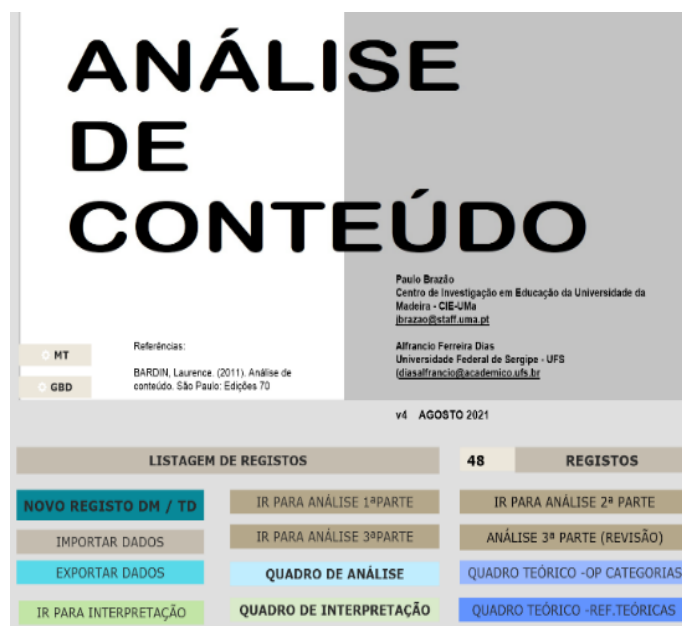 ANÁLISE
DE
CONTEÚDO
Paulo Brazão
Centro de Investigação em Educação da Universidade da
Madeira - CIE-UMa
jbrazao@staff.uma.pt
Alfrancio Ferreira Dias
Universidade Federal de Sergipe - UFS
(diasalfrancio@academico.ufs.br
MT
GBD
Referências:
BARDIN, Laurence. (2011). Análise de
conteúdo. São Paulo: Edições 70
v4 AGOSTO 2021
LISTAGEM DE REGISTOS
48 REGISTOS
NOVO REGISTO DM / TD
IR PARA ANÁLISE 1ªPARTE
IR PARA ANÁLISE 2ª PARTE
IMPORTAR DADOS
IR PARA ANÁLISE 3ªPARTE
ANÁLISE 3ª PARTE (REVISÃO)
EXPORTAR DADOS
QUADRO DE ANÁLISE
QUADRO TEÓRICO -OP CATEGORIAS
IR PARA INTERPRETAÇÃO
QUADRO DE INTERPRETAÇÃO
QUADRO TEÓRICO -REF.TEÓRICAS